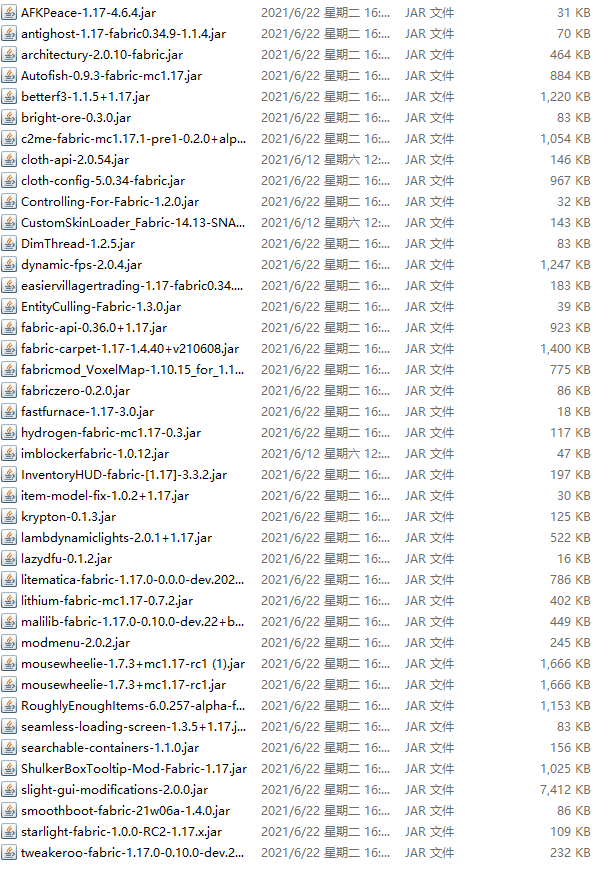 AFKPeace-1.17-4.6.4.jar 2021/6/22 星期二 16:... JAR 文件 31 KB
antighost-1.17-fabric0.34.9-1.1.4.jar 2021/6/22 星期二 16:... JAR 文件 70 KB
architectury-2.0.10-fabric.jar 2021/6/22 星期二 16:... JAR 文件 464 KB
Autofish-0.9.3-fabric-mc1.17.jar 2021/6/22 星期二 16:... JAR 文件 884 KB
betterf3-1.1.5+1.17.jar 2021/6/22 星期二 16:... JAR 文件 1,220 KB
bright-ore-0.3.0.jar 2021/6/22 星期二 16:... JAR 文件 83 KB
c2me-fabric-mc1.17.1-pre1-0.2.0+alp... 2021/6/22 星期二 16:... JAR 文件 1,054 KB
cloth-api-2.0.54.jar 2021/6/12 星期六 12:... JAR 文件 146 KB
cloth-config-5.0.34-fabric.jar 2021/6/22 星期二 16:... JAR 文件 967 KB
Controlling-For-Fabric-1.2.0.jar 2021/6/22 星期二 16:... JAR 文件 32 KB
CustomSkinLoader_Fabric-14.13-SNA... 2021/6/12 星期六 12:... JAR 文件 143 KB
DimThread-1.2.5.jar 2021/6/22 星期二 16:... JAR 文件 83 KB
dynamic-fps-2.0.4.jar 2021/6/22 星期二 16:... JAR 文件 1,247 KB
easiervillagertrading-1.17-fabric0.34.... 2021/6/22 星期二 16:... JAR 文件 183 KB
EntityCulling-Fabric-1.3.0.jar 2021/6/22 星期二 16:... JAR 文件 39 KB
fabric-api-0.36.0+1.17.jar 2021/6/22 星期二 16:... JAR 文件 923 KB
fabric-carpet-1.17-1.4.40+v210608.jar 2021/6/22 星期二 16:... JAR 文件 1,400 KB
fabricmod_VoxelMap-1.10.15_for_1.1... 2021/6/22 星期二 16:... JAR 文件 775 KB
fabriczero-0.2.0.jar 2021/6/22 星期二 16:... JAR 文件 86 KB
fastfurnace-1.17-3.0.jar 2021/6/22 星期二 16:... JAR 文件 18 KB
hydrogen-fabric-mc1.17-0.3.jar 2021/6/22 星期二 16:... JAR 文件 117 KB
imblockerfabric-1.0.12.jar 2021/6/12 星期六 12:... JAR 文件 47 KB
InventoryHUD-fabric-[1.17]-3.3.2.jar 2021/6/22 星期二 16:... JAR 文件 197 KB
item-model-fix-1.0.2+1.17.jar 2021/6/22 星期二 16:... JAR 文件 30 KB
krypton-0.1.3.jar 2021/6/22 星期二 16:... JAR 文件 125 KB
lambdynamiclights-2.0.1+1.17.jar 2021/6/22 星期二 16:... JAR 文件 522 KB
lazydfu-0.1.2.jar 2021/6/22 星期二 16:... JAR 文件 16 KB
litematica-fabric-1.17.0-0.0.0-dev.202... 2021/6/22 星期二 16:... JAR 文件 786 KB
lithium-fabric-mc1.17-0.7.2.jar 2021/6/22 星期二 16:... JAR 文件 402 KB
malilib-fabric-1.17.0-0.10.0-dev.22+b... 2021/6/22 星期二 16:... JAR 文件 449 KB
modmenu-2.0.2.jar 2021/6/22 星期二 16:... JAR 文件 245 KB
mousewheelie-1.7.3+mc1.17-rc1 (1).jar 2021/6/22 星期二 16:... JAR 文件 1,666 KB
mousewheelie-1.7.3+mc1.17-rc1.jar 2021/6/22 星期二 16:... JAR 文件 1,666 KB
RoughlyEnoughItems-6.0.257-alpha-f... 2021/6/22 星期二 16:... JAR 文件 1,153 KB
seamless-loading-screen-1.3.5+1.17.j... 2021/6/22 星期二 16:... JAR 文件 83 KB
searchable-containers-1.1.0.jar 2021/6/22 星期二 16:... JAR 文件 156 KB
ShulkerBoxTooltip-Mod-Fabric-1.17.jar 2021/6/22 星期二 16:... JAR 文件 1,025 KB
slight-gui-modifications-2.0.0.jar 2021/6/22 星期二 16:... JAR 文件 7,412 KB
smoothboot-fabric-21w06a-1.4.0.jar 2021/6/22 星期二 16:... JAR 文件 86 KB
starlight-fabric-1.0.0-RC2-1.17.x.jar 2021/6/22 星期二 16:... JAR 文件 109 KB
tweakeroo-fabric-1.17.0-0.10.0-dev.2... 2021/6/22 星期二 16:... JAR 文件 232 KB